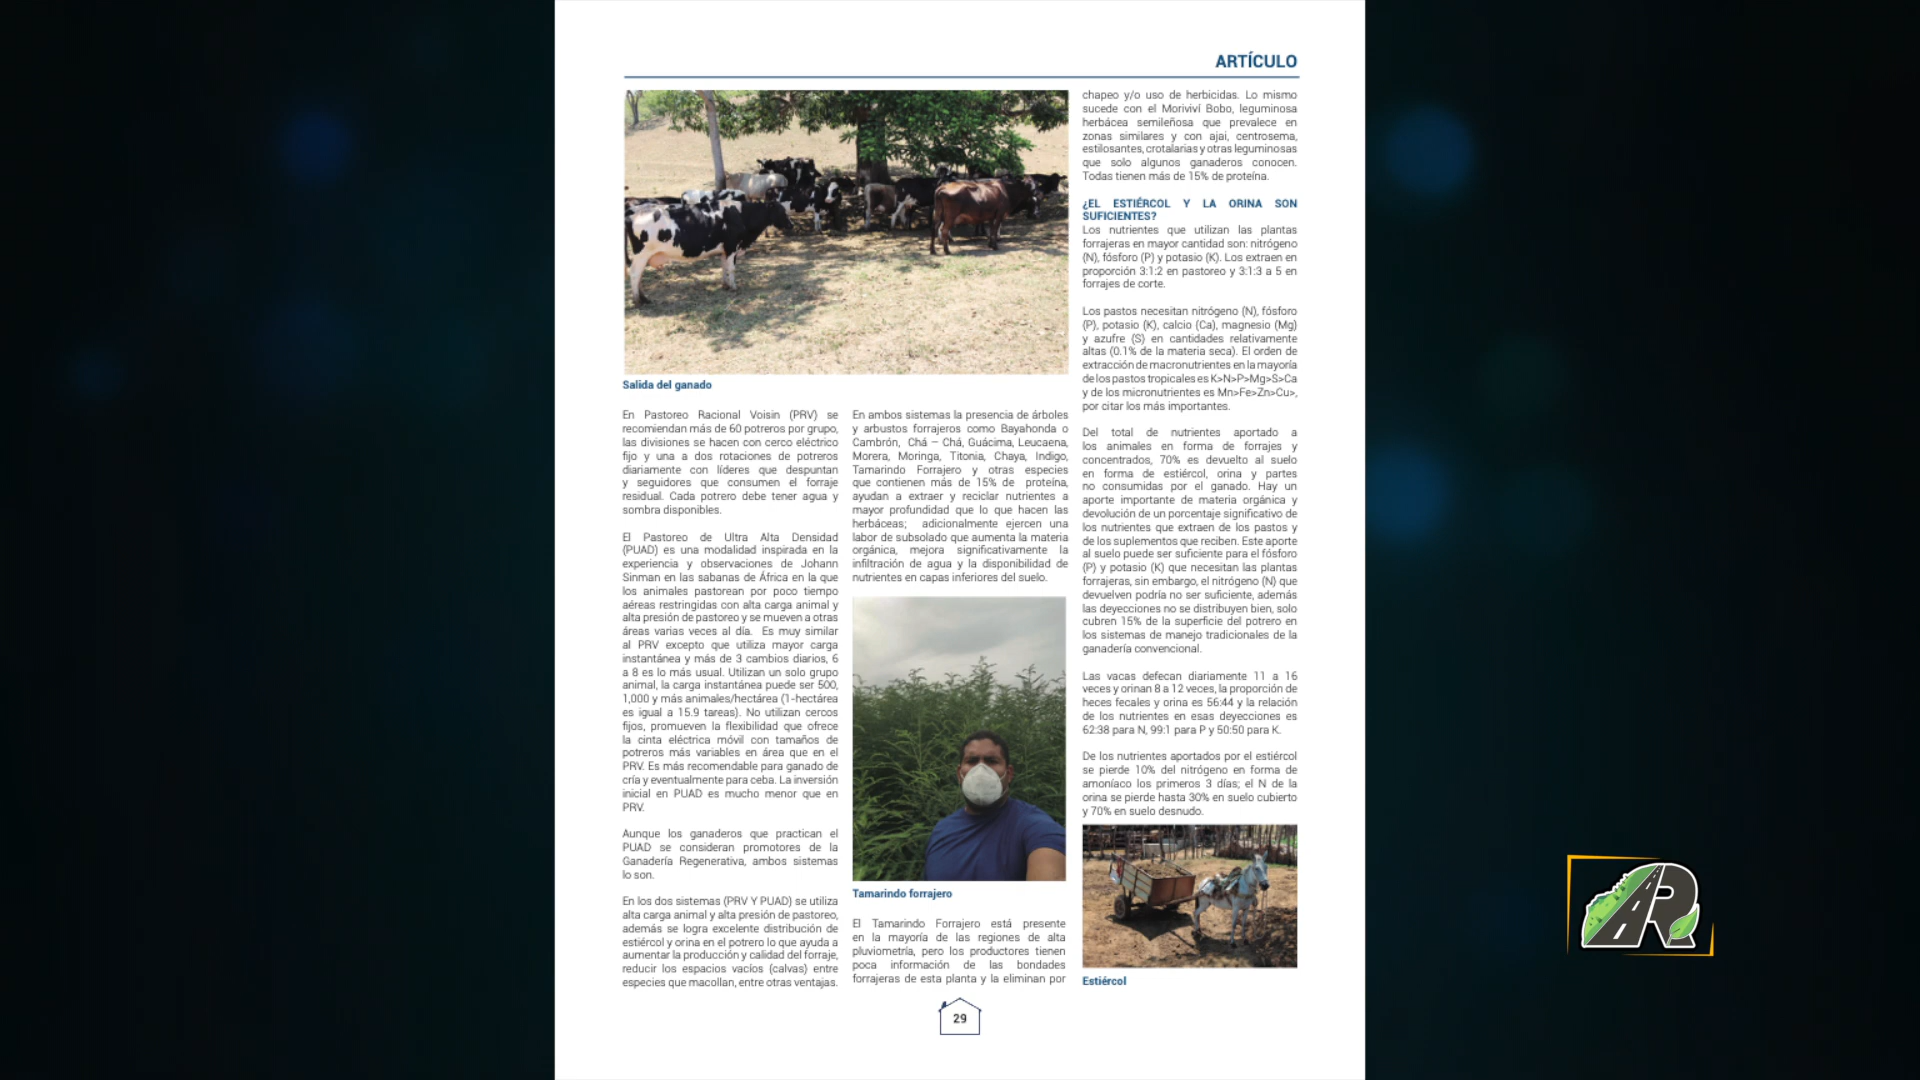 ARTÍCULO
Salida del ganado
En Pastoreo Racional Voisin (PRV) se
recomiendan más de 60 potreros por grupo,
las divisiones se hacen con cerco eléctrico
fijo y una a dos rotaciones de potreros
diariamente con líderes que despuntan
y seguidores que consumen el forraje
residual. Cada potrero debe tener agua y
sombra disponibles.
El Pastoreo de Ultra Alta Densidad
(PUAD) es una modalidad inspirada en la
experiencia y observaciones de Johann
Sinman en las sabanas de África en la que
los animales pastorean por poco tiempo
aéreas restringidas con alta carga animal y
alta presión de pastoreo y se mueven a otras
áreas varias veces al día. Es muy similar
al PRV excepto que utiliza mayor carga
instantánea y más de 3 cambios diarios, 6
a 8 es lo más usual. Utilizan un solo grupo
animal, la carga instantánea puede ser 500,
1,000 y más animales/hectárea (1-hectárea
es igual a 15.9 tareas). No utilizan cercos
fijos, promueven la flexibilidad que ofrece
la cinta eléctrica móvil con tamaños de
potreros más variables en área que en el
PRV. Es más recomendable para ganado de
cría y eventualmente para ceba. La inversión
inicial en PUAD es mucho menor que en
PRV.
Aunque los ganaderos que practican el
PUAD se consideran promotores de la
Ganadería Regenerativa, ambos sistemas
lo son.
En los dos sistemas (PRV Y PUAD) se utiliza
alta carga animal y alta presión de pastoreo,
además se logra excelente distribución de
estiércol y orina en el potrero lo que ayuda a
aumentar la producción y calidad del forraje,
reducir los espacios vacíos (calvas) entre
especies que macollan, entre otras ventajas.
En ambos sistemas la presencia de árboles
y arbustos forrajeros como Bayahonda o
Cambrón, Chá – Chá, Guácima, Leucaena,
Morera, Moringa, Titonia, Chaya, Indigo,
Tamarindo Forrajero y otras especies
que contienen más de 15% de proteína,
ayudan a extraer y reciclar nutrientes a
mayor profundidad que lo que hacen las
herbáceas; adicionalmente ejercen una
labor de subsolado que aumenta la materia
orgánica, mejora significativamente la
infiltración de agua y la disponibilidad de
nutrientes en capas inferiores del suelo.
Tamarindo forrajero
El Tamarindo Forrajero está presente
en la mayoría de las regiones de alta
pluviometría, pero los productores tienen
poca información de las bondades
forrajeras de esta planta y la eliminan por
chapeo y/o uso de herbicidas. Lo mismo
sucede con el Moriviví Bobo, leguminosa
herbácea semileñosa que prevalece en
zonas similares y con ajai, centrosema,
estilosantes, crotalarias y otras leguminosas
que solo algunos ganaderos conocen.
Todas tienen más de 15% de proteína.
¿EL ESTIÉRCOL Y LA ORINA SON
SUFICIENTES?
Los nutrientes que utilizan las plantas
forrajeras en mayor cantidad son: nitrógeno
(N), fósforo (P) y potasio (K). Los extraen en
proporción 3:1:2 en pastoreo y 3:1:3 a 5 en
forrajes de corte.
Los pastos necesitan nitrógeno (N), fósforo
(P), potasio (K), calcio (Ca), magnesio (Mg)
y azufre (S) en cantidades relativamente
altas (0.1% de la materia seca). El orden de
extracción de macronutrientes en la mayoría
de los pastos tropicales es K>N>P>Mg>S>Ca
y de los micronutrientes es Mn>Fe>Zn>Cu>,
por citar los más importantes.
Del total de nutrientes aportado a
los animales en forma de forrajes y
concentrados, 70% es devuelto al suelo
en forma de estiércol, orina y partes
no consumidas por el ganado. Hay un
aporte importante de materia orgánica y
devolución de un porcentaje significativo de
los nutrientes que extraen de los pastos y
de los suplementos que reciben. Este aporte
al suelo puede ser suficiente para el fósforo
(P) y potasio (K) que necesitan las plantas
forrajeras, sin embargo, el nitrógeno (N) que
devuelven podría no ser suficiente, además
las deyecciones no se distribuyen bien, solo
cubren 15% de la superficie del potrero en
los sistemas de manejo tradicionales de la
ganadería convencional.
Las vacas defecan diariamente 11 a 16
veces y orinan 8 a 12 veces, la proporción de
heces fecales y orina es 56:44 y la relación
de los nutrientes en esas deyecciones es
62:38 para N, 99:1 para P y 50:50 para K.
De los nutrientes aportados por el estiércol
se pierde 10% del nitrógeno en forma de
amoníaco los primeros 3 días; el N de la
orina se pierde hasta 30% en suelo cubierto
y 70% en suelo desnudo.
Estiércol
29
AR